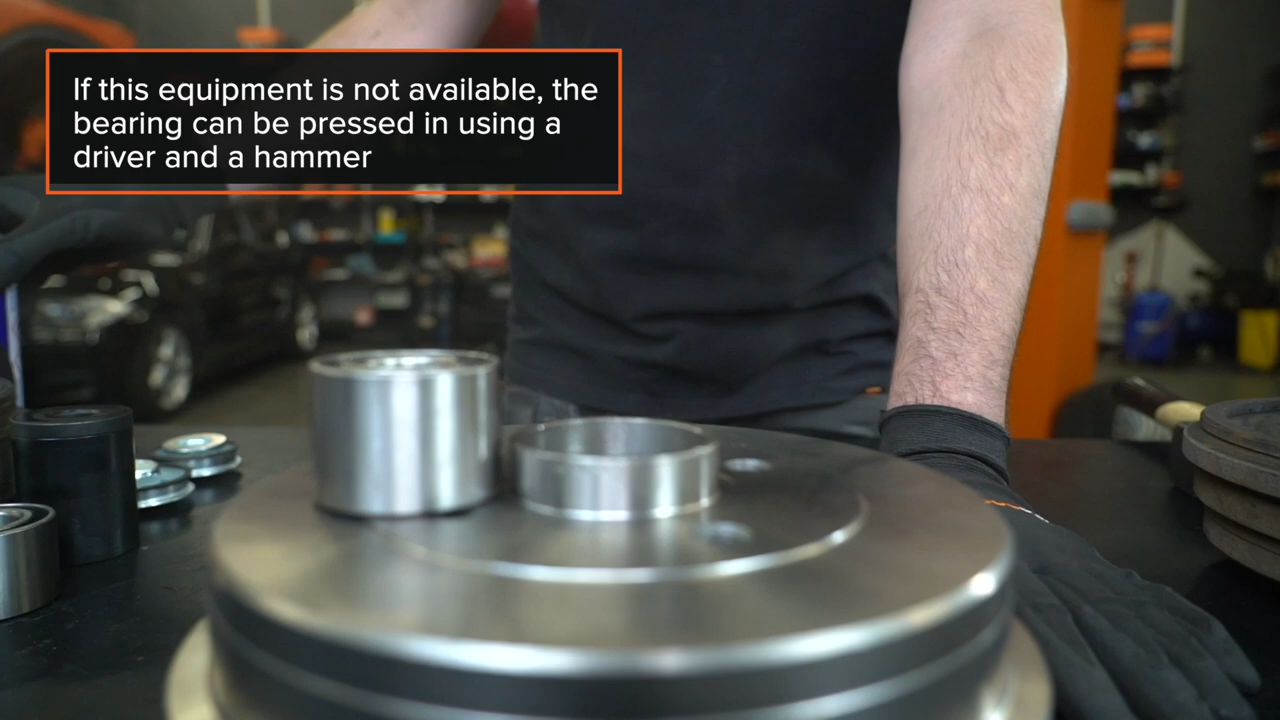 If this equipment is not available, the
bearing can be pressed in using a
driver and a hammer